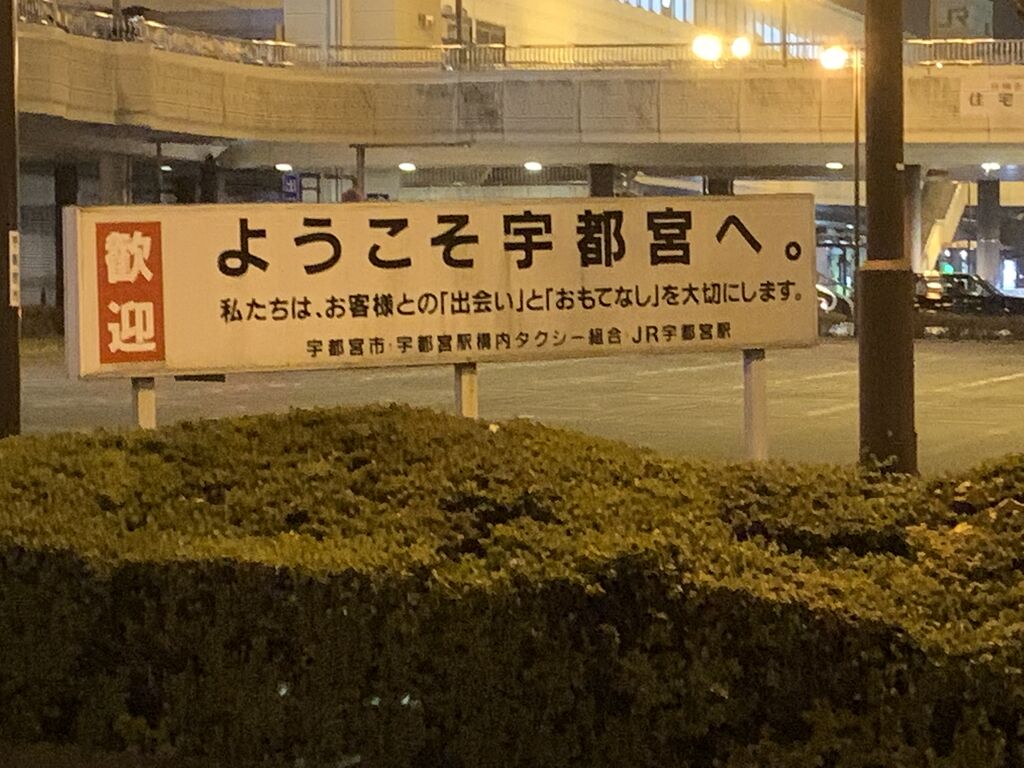 歓迎
ようこそ宇都宮へ。
私たちは、お客様との「出会い」と「おもてなし」を大切にします。
宇都宮市・宇都宮駅構内タクシー組合・JR宇都宮駅
JR
住宅